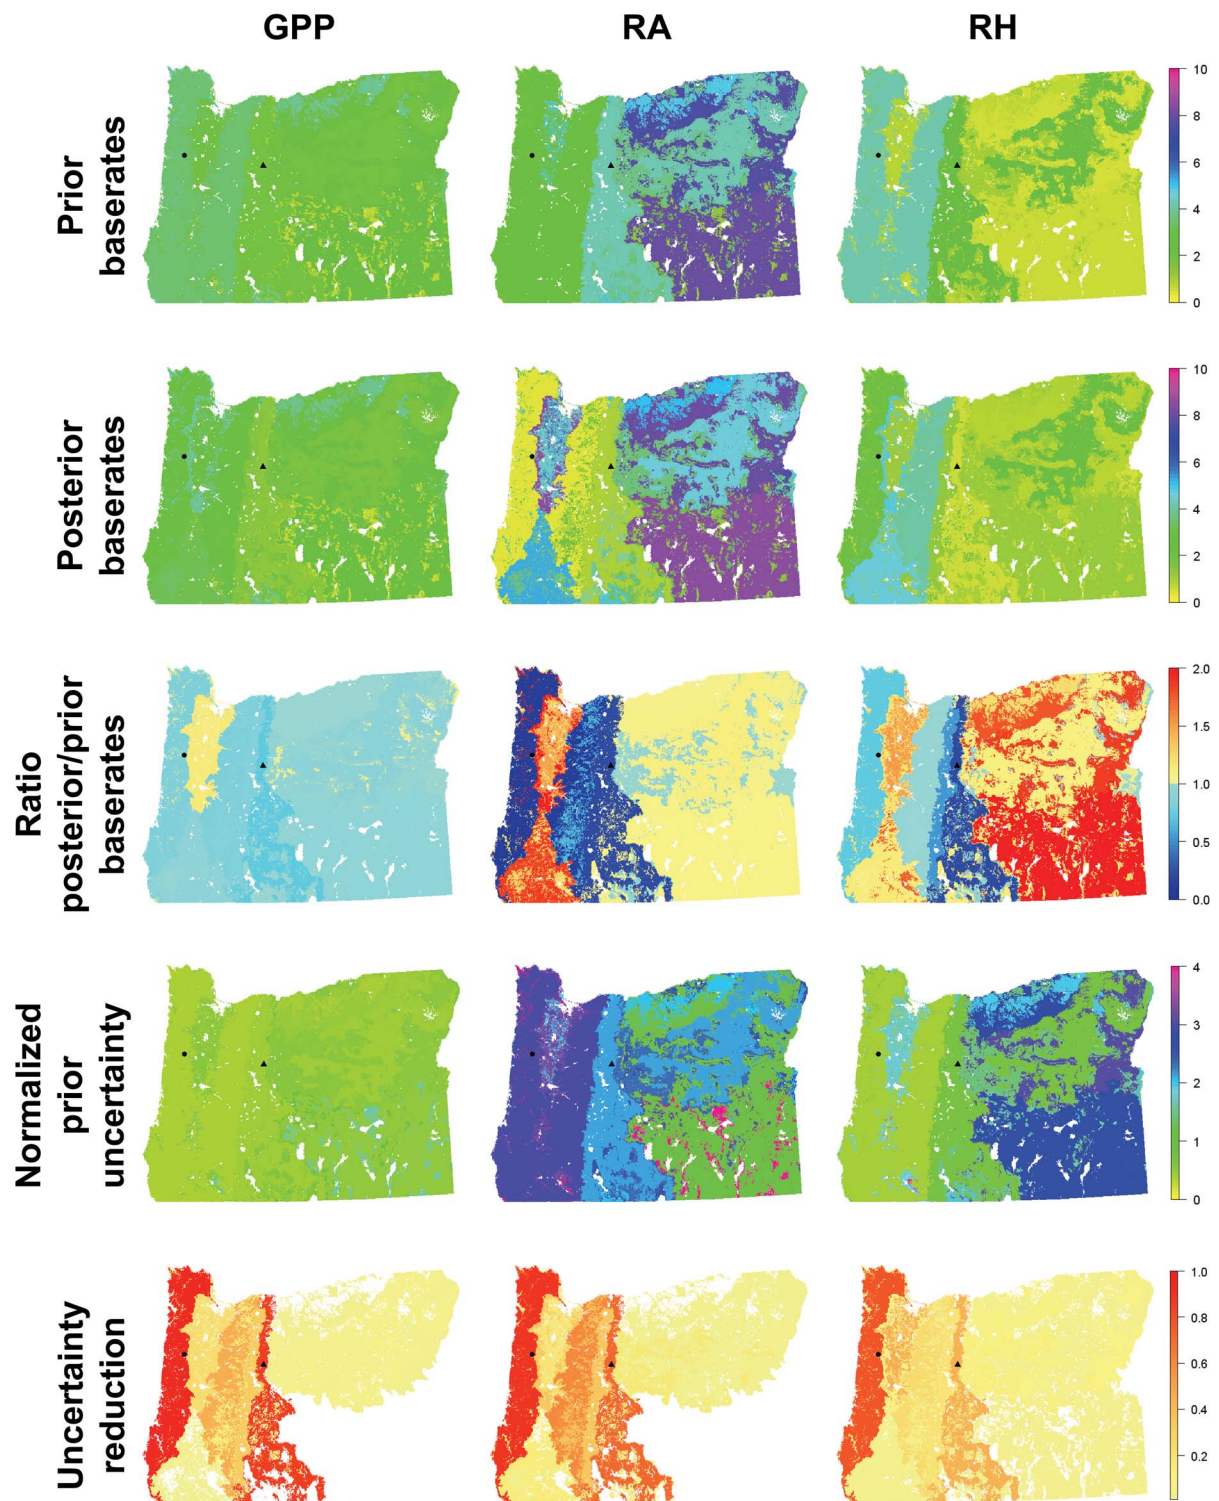 GPP RA RH
Prior
baserates
10
8
6
4
2
0
Posterior
baserates
10
8
6
4
2
0
Ratio
posterior/prior
baserates
2.0
1.5
1.0
0.5
0.0
Normalized
prior
uncertainty
4
3
2
1
0
Uncertainty
reduction
1.0
0.8
0.6
0.4
0.2